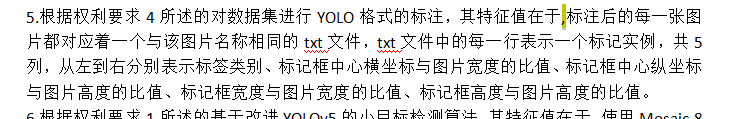 5.根据权利要求 4 所述的对数据集进行 YOLO 格式的标注，其特征值在于,标注后的每一张图
片都对应着一个与该图片名称相同的 txt 文件，txt 文件中的每一行表示一个标记实例，共 5
列，从左到右分别表示标签类别、标记框中心横坐标与图片宽度的比值、标记框中心纵坐标
与图片高度的比值、标记框宽度与图片宽度的比值、标记框高度与图片高度的比值。
6.根据权利要求 1 所述的基于改进 YOLOv5 的小目标检测算法，其特征值在于，使用 Mosaic-8